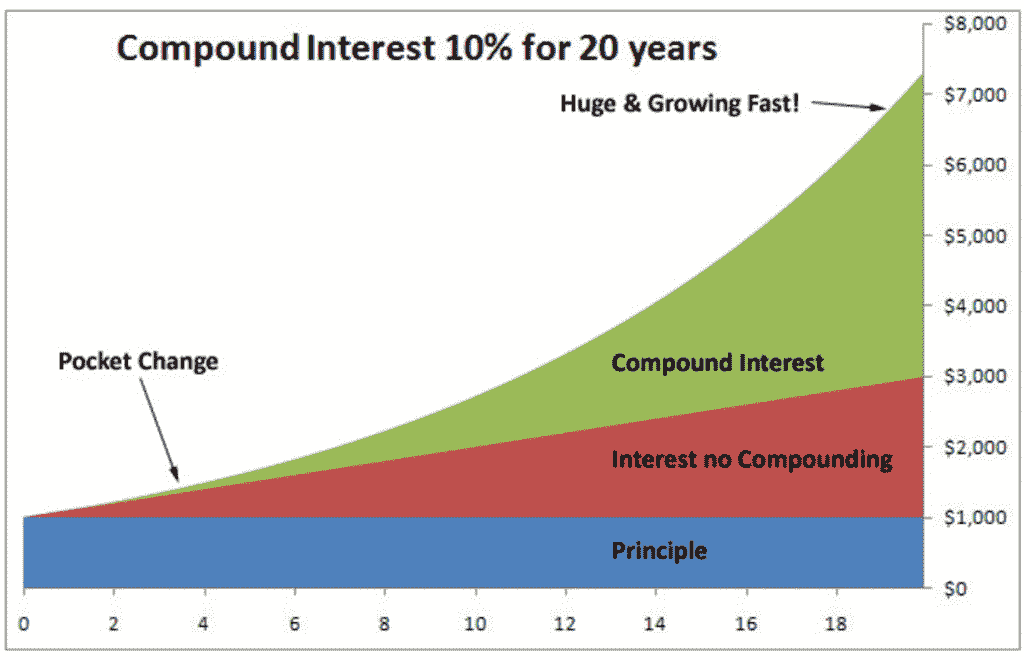 Compound Interest 10% for 20 years
$8,000
Huge & Growing Fast!
$7,000
$6,000
$5,000
$4,000
Pocket Change
Compound Interest
$3,000
Interest no Compounding
$2,000
$1,000
Principle
$0
0 2 4 6 8 10 12 14 16 18